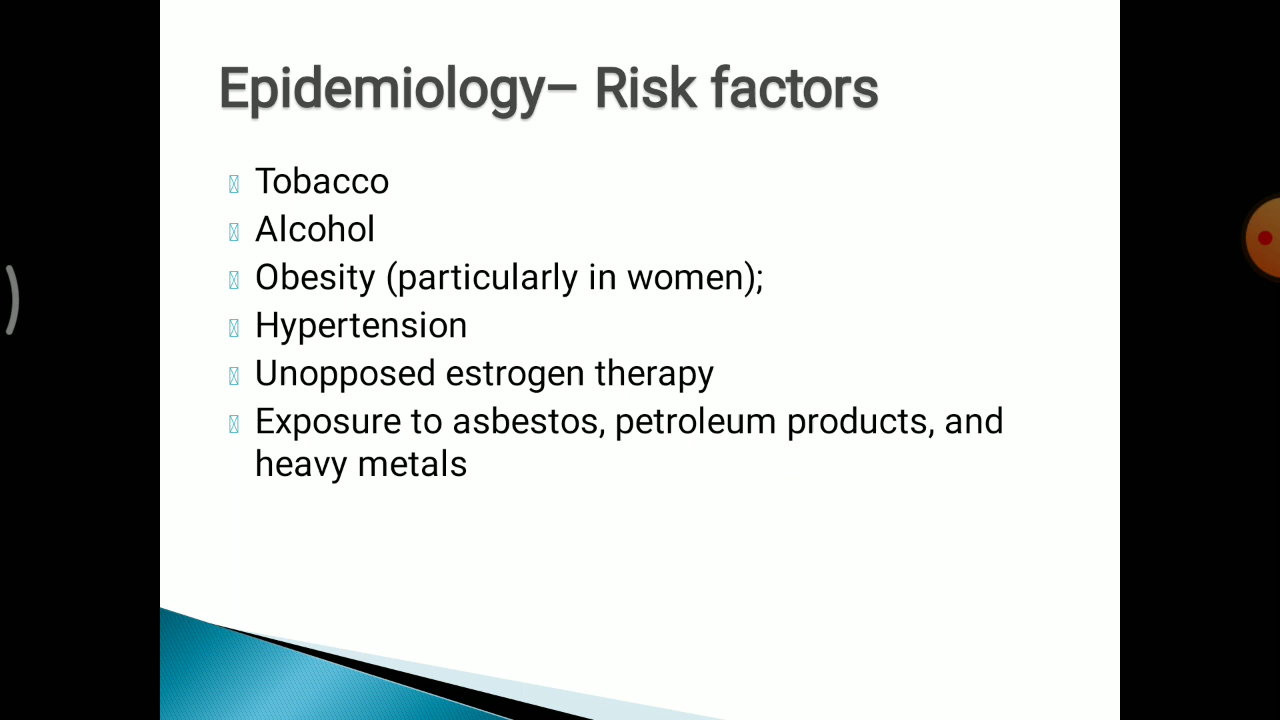 Epidemiology– Risk factors
Tobacco
Alcohol
Obesity (particularly in women);
Hypertension
Unopposed estrogen therapy
Exposure to asbestos, petroleum products, and
heavy metals